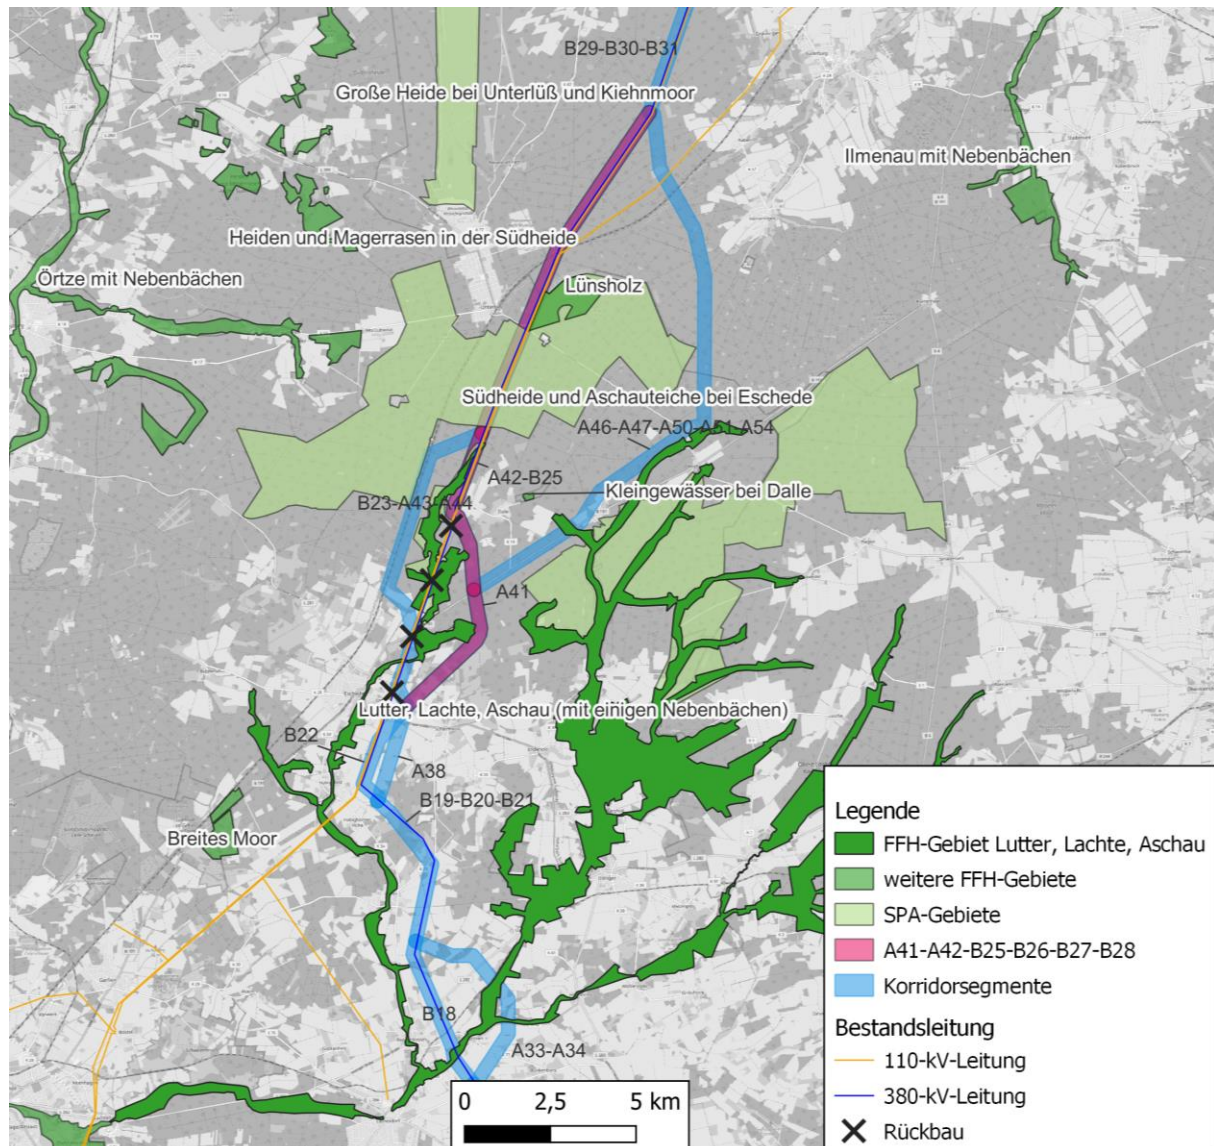 B29-B30-B31
Große Heide bei Unterlüß und Kiehnmoor
Ilmenau mit Nebenbächen
Heiden und Magerrasen in der Südheide
Örtze mit Nebenbächen
Lünsholz
Südheide und Aschauteiche bei Eschede
A46-A47-A50-A51-A54
A42-B25
B23-A43-A44
Kleingewässer bei Dalle
A41
Lutter, Lachte, Aschau (mit einigen Nebenbächen)
B22
A38
B19-B20-B21
Breites Moor
B18
A33-A34
0 2,5 5 km
Legende
FFH-Gebiet Lutter, Lachte, Aschau
weitere FFH-Gebiete
SPA-Gebiete
A41-A42-B25-B26-B27-B28
Korridorsegmente
Bestandsleitung
110-kV-Leitung
380-kV-Leitung
Rückbau